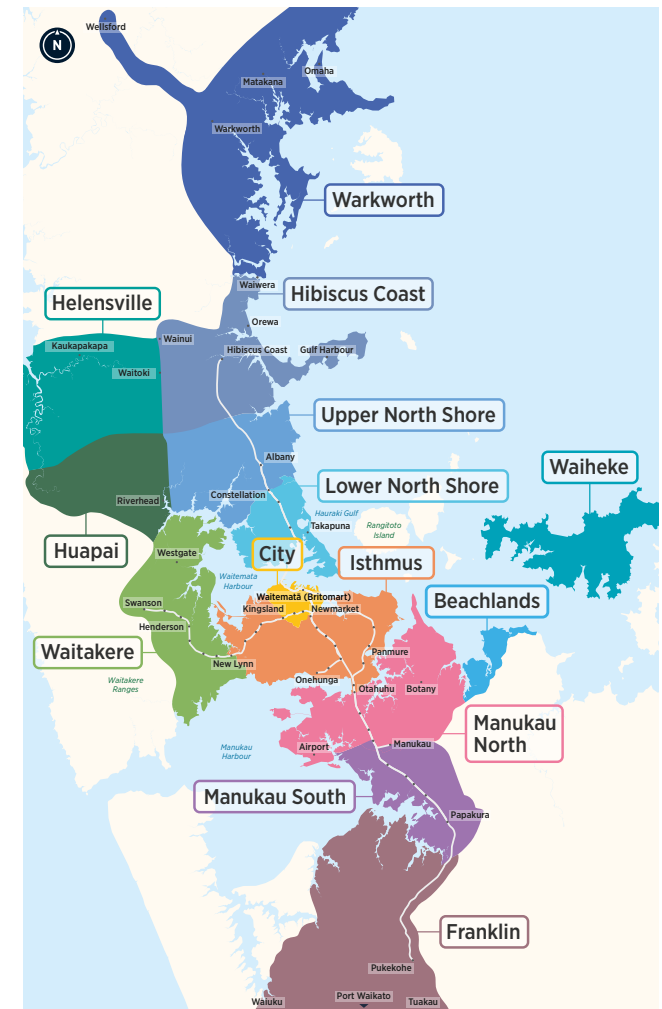 Wellsford
N
Omaha
Matakana
Warkworth
Warkworth
Waiwera
Hibiscus Coast
Helensville
Orewa
Wainui
Kaukapakapa
Hibiscus Coast
Gulf Harbour
Waitoki
Upper North Shore
Albany
Waiheke
Lower North Shore
Constellation
Riverhead
Hauraki Gulf
Takapuna
Rangitoto
Island
Huapai
Westgate
City
Isthmus
Waitemata
Harbour
Waitematā (Britomart)
Beachlands
Swanson
Kingsland
Newmarket
Henderson
Waitakere
New Lynn
Panmure
Onehunga
Waitakere
Ranges
Otahuhu
Botany
Manukau
North
Manukau
Harbour
Airport
Manukau
Manukau South
Papakura
Franklin
Pukekohe
Waiuku
Port Waikato
Tuakau